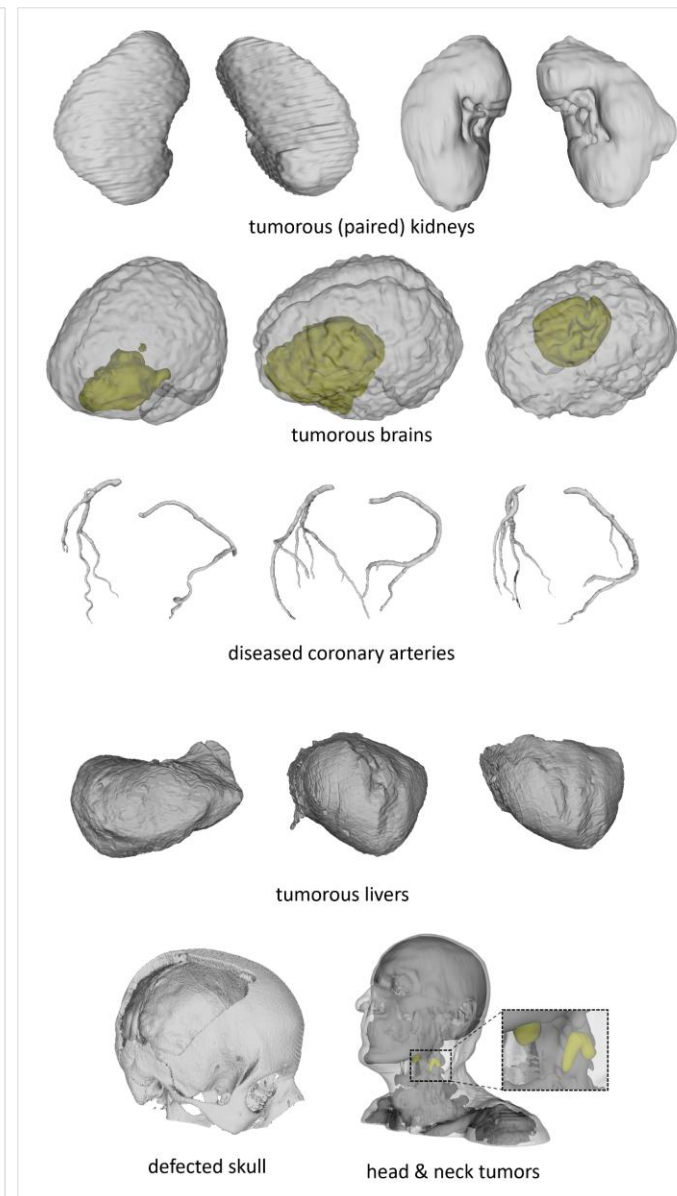 tumorous (paired) kidneys
tumorous brains
diseased coronary arteries
tumorous livers
defected skull
head & neck tumors